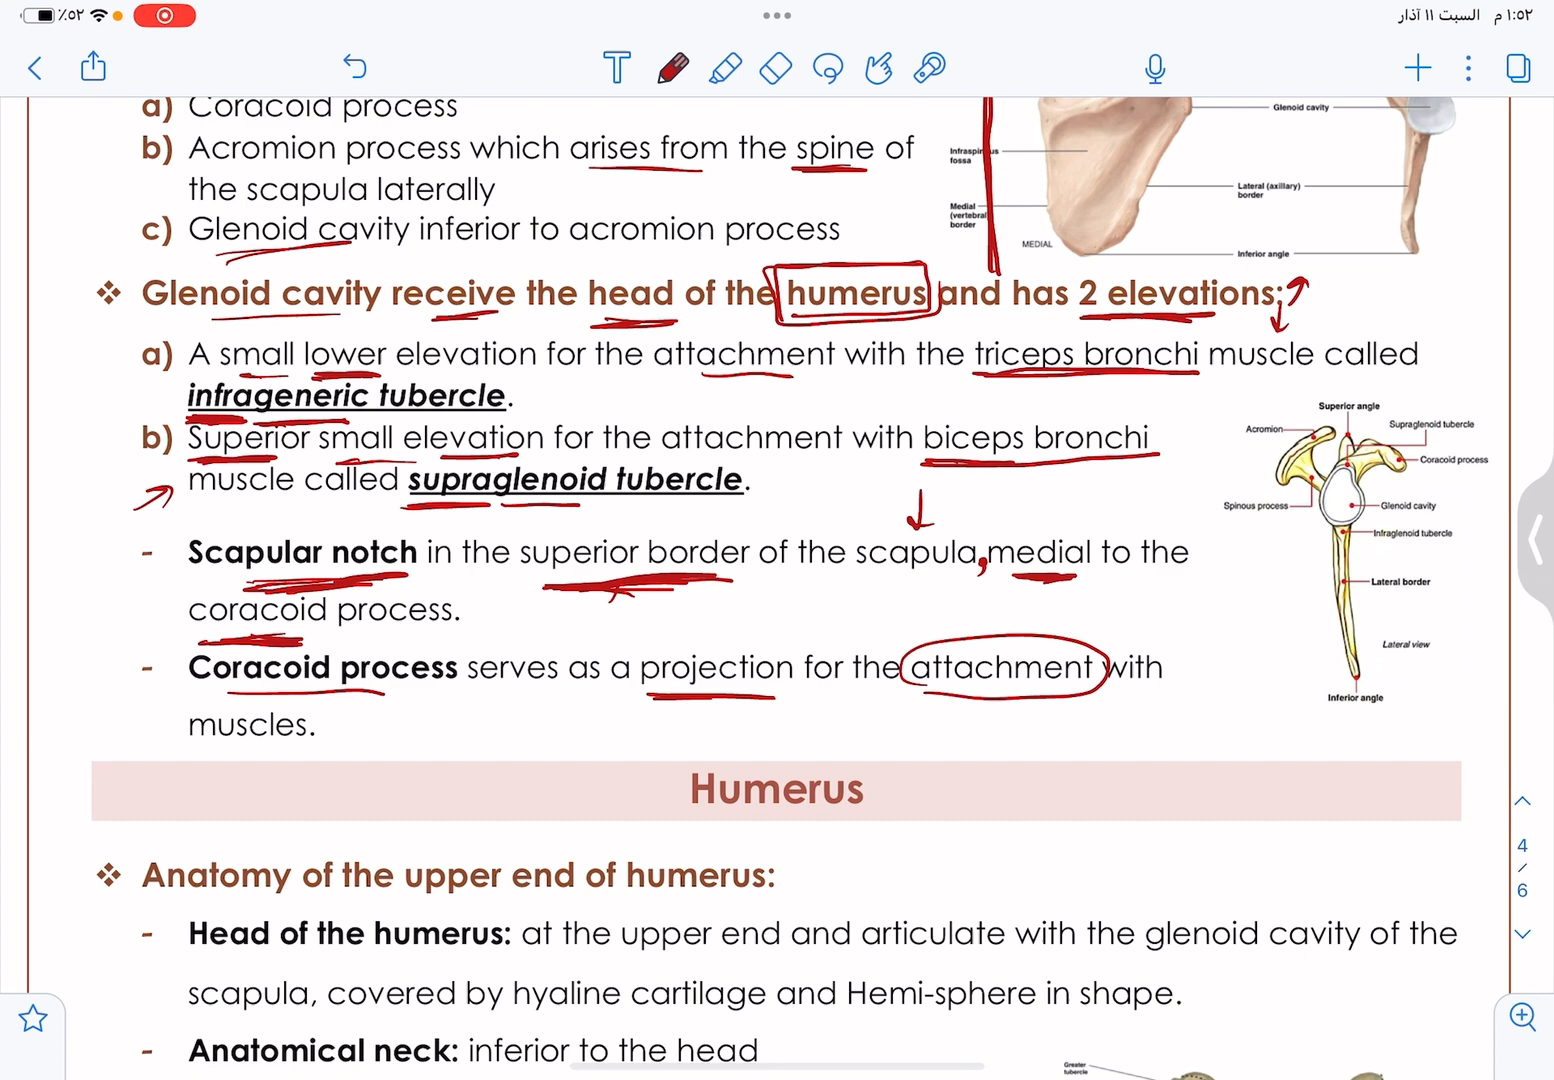 ٪٥٢
١:٥٢ م السبت ١١ آذار
a) Coracoid process
b) Acromion process which arises from the spine of
the scapula laterally
c) Glenoid cavity inferior to acromion process
Glenoid cavity
Infraspinous
fossa
Lateral (axillary)
border
Medial
(vertebral)
border
MEDIAL
Inferior angle
❖ Glenoid cavity receive the head of the humerus and has 2 elevations;
a) A small lower elevation for the attachment with the triceps bronchi muscle called
infrageneric tubercle.
b) Superior small elevation for the attachment with biceps bronchi
muscle called supraglenoid tubercle.
- Scapular notch in the superior border of the scapula,medial to the
coracoid process.
- Coracoid process serves as a projection for the attachment with
muscles.
Superior angle
Acromion
Supraglenoid tubercle
Coracoid process
Spinous process
Glenoid cavity
Infraglenoid tubercle
Lateral border
Lateral view
Inferior angle
Humerus
❖ Anatomy of the upper end of humerus:
- Head of the humerus: at the upper end and articulate with the glenoid cavity of the
scapula, covered by hyaline cartilage and Hemi-sphere in shape.
- Anatomical neck: inferior to the head
Greater
tubercle
4
/
6